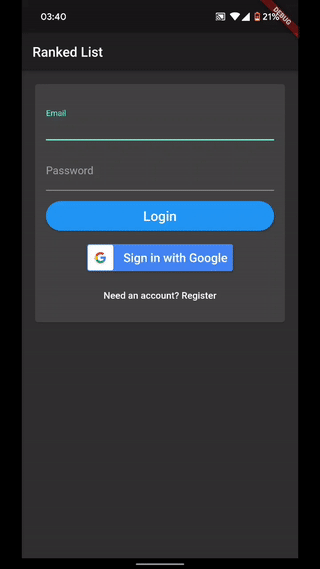 03:40
21%
DEBUG
Ranked List
Email
Password
Login
G Sign in with Google
Need an account? Register